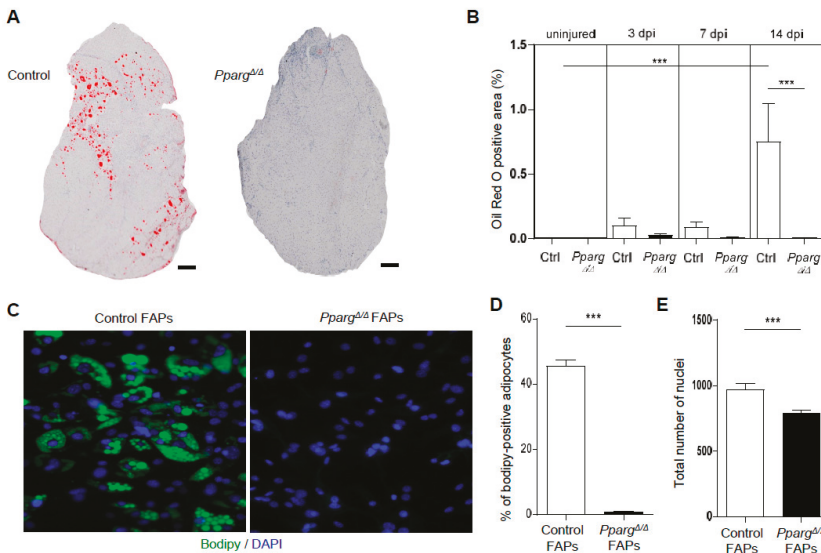 A
Control
Pparg^Δ/Δ
B
uninjured 3 dpi 7 dpi 14 dpi
Oil Red O positive area (%)
1.5
1.0
0.5
0.0
***
***
Ctrl Pparg Δ/Δ Ctrl Pparg Δ/Δ Ctrl Pparg Δ/Δ Ctrl Pparg Δ/Δ
C
Control FAPs
Pparg^Δ/Δ FAPs
Bodipy / DAPI
D
% of bodipy-positive adipocytes
60
40
20
0
***
Control FAPs
Pparg^Δ/Δ FAPs
E
Total number of nuclei
1500
1000
500
0
***
Control FAPs
Pparg^Δ/Δ FAPs